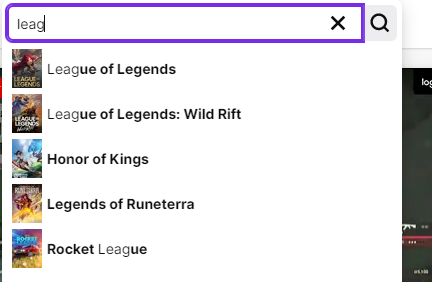 leag
League of Legends
League of Legends: Wild Rift
Honor of Kings
Legends of Runeterra
Rocket League